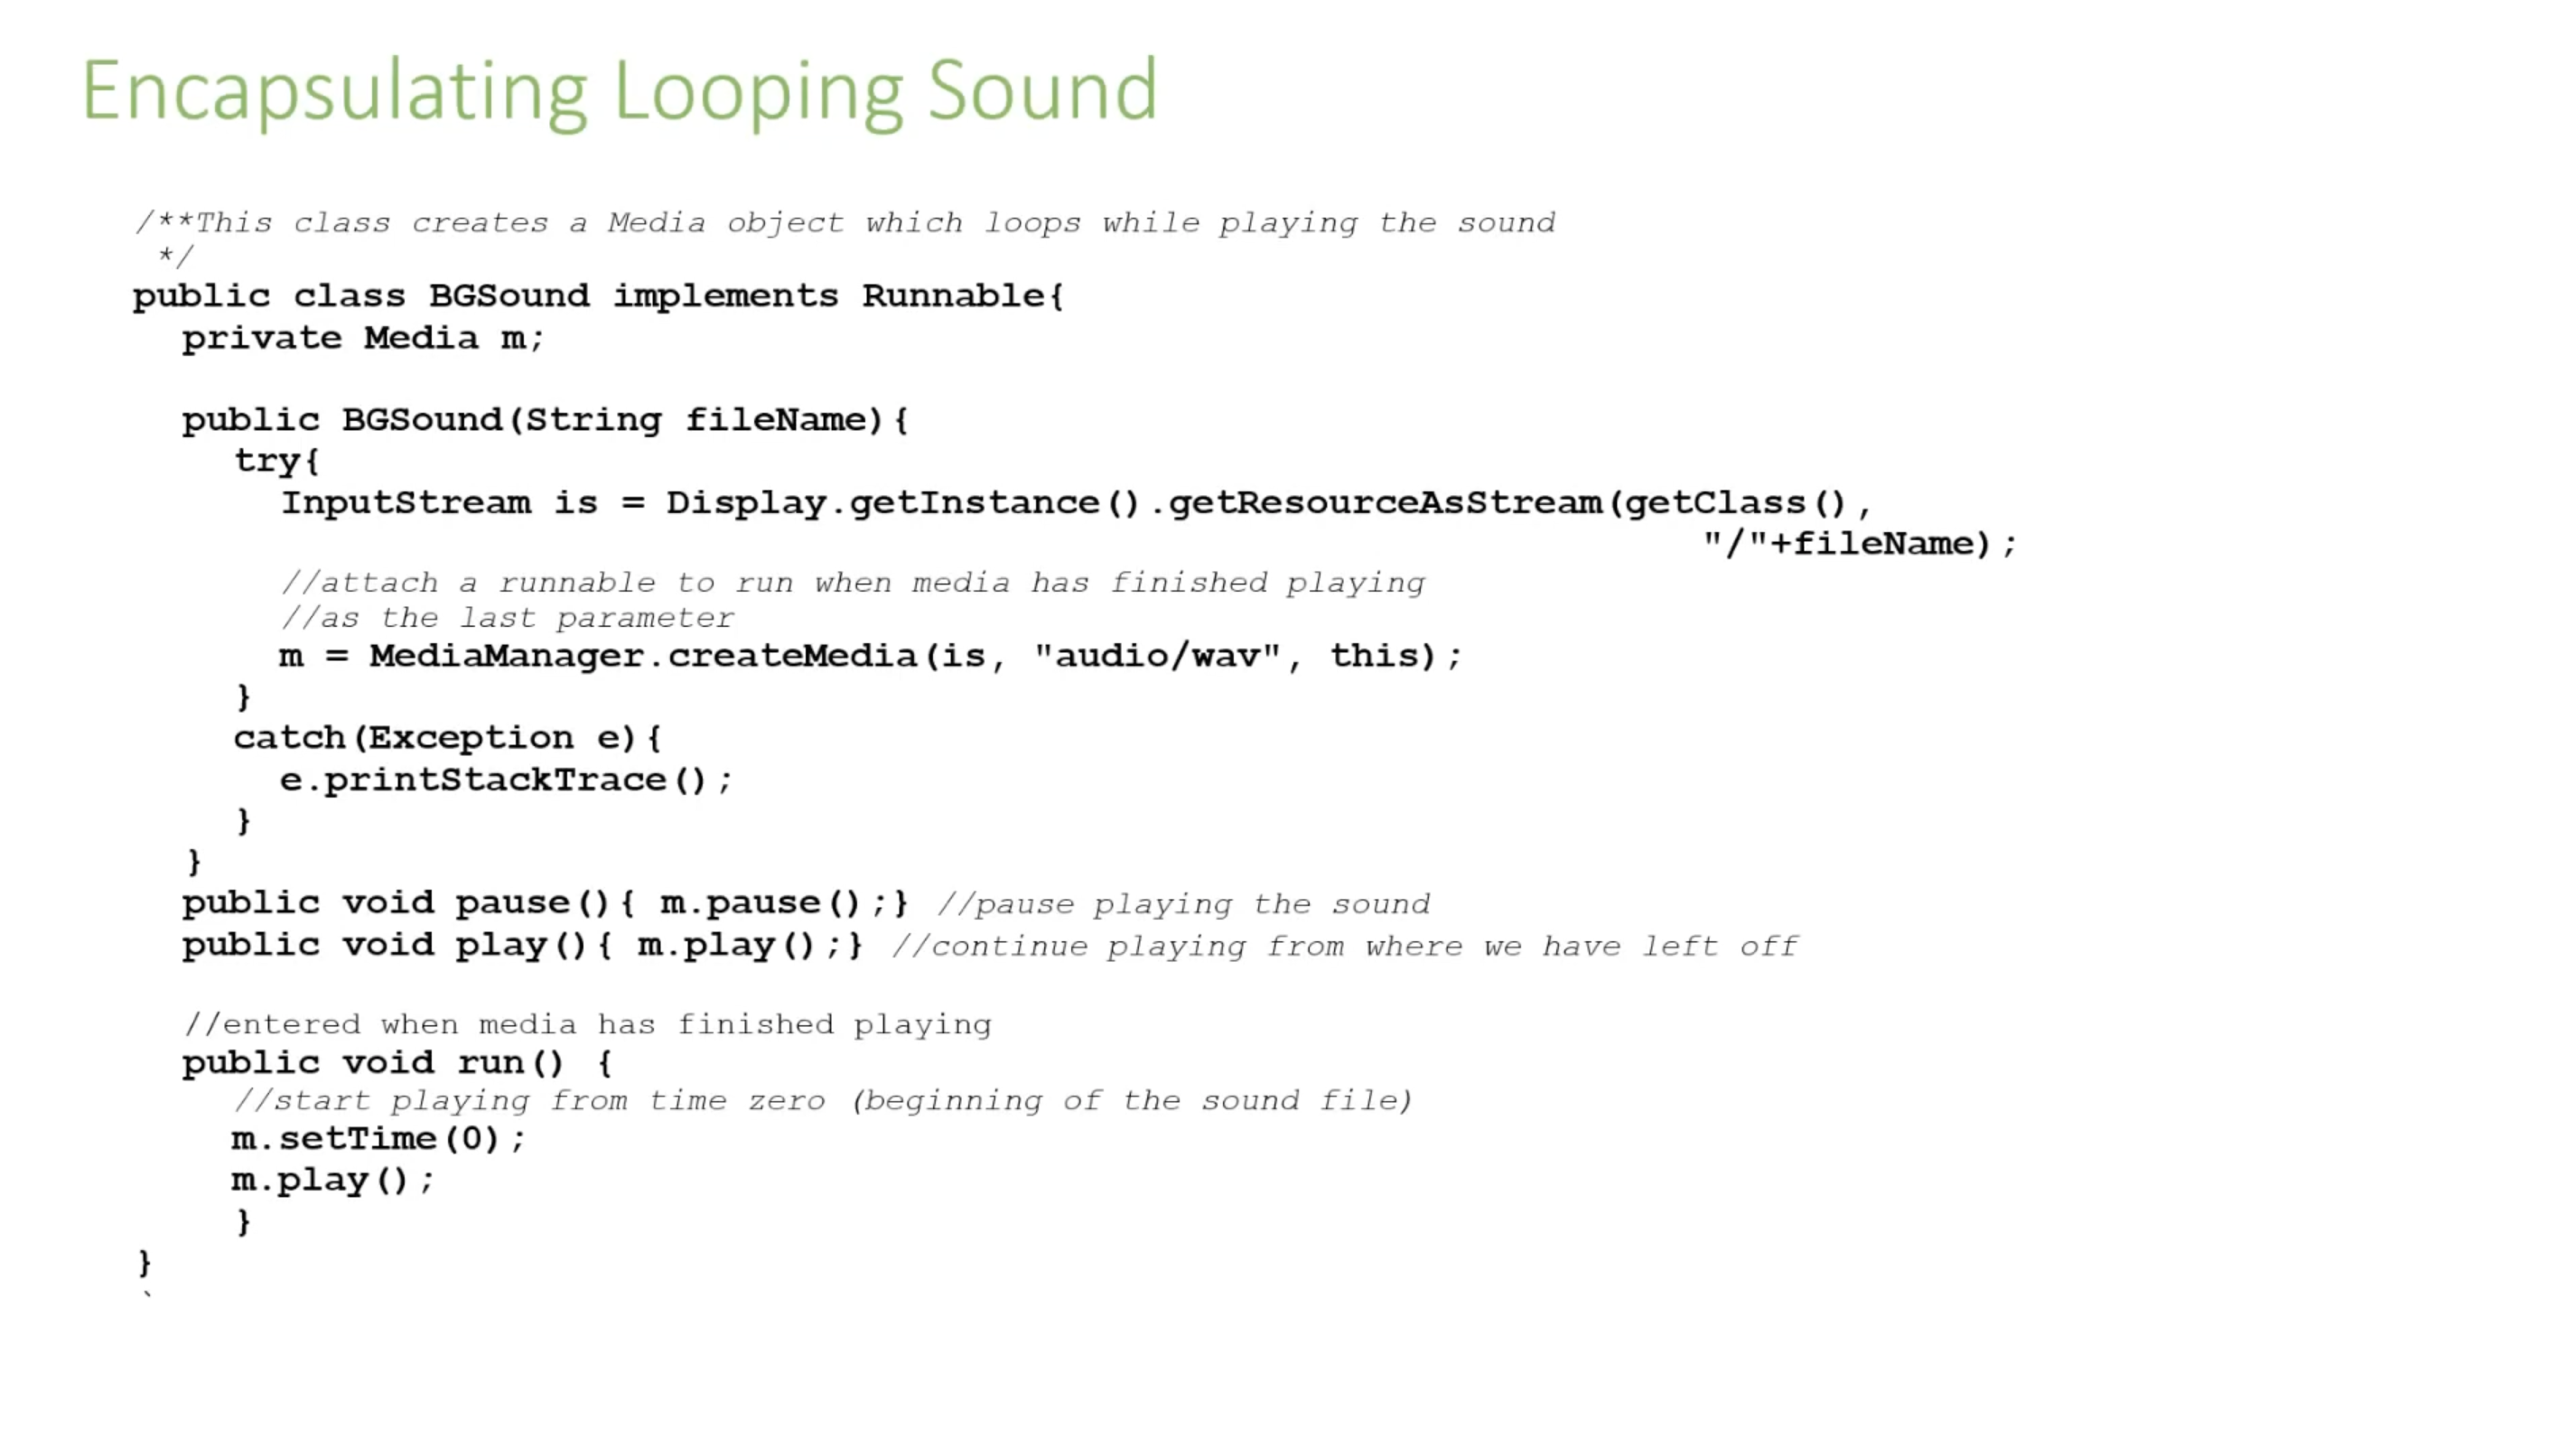 Encapsulating Looping Sound
/**This class creates a Media object which loops while playing the sound
*/
public class BGSound implements Runnable{
private Media m;
public BGSound(String fileName){
try{
InputStream is = Display.getInstance().getResourceAsStream(getClass(),
"/"+fileName);
//attach a runnable to run when media has finished playing
//as the last parameter
m = MediaManager.createMedia(is, "audio/wav", this);
}
catch(Exception e){
e.printStackTrace();
}
}
public void pause(){ m.pause();} //pause playing the sound
public void play(){ m.play();} //continue playing from where we have left off
//entered when media has finished playing
public void run() {
//start playing from time zero (beginning of the sound file)
m.setTime(0);
m.play();
}
}
`